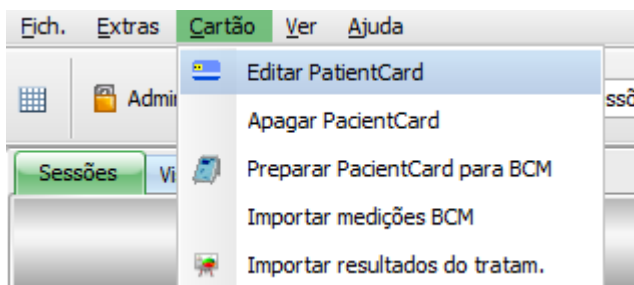 Fich. Extras Cartão Ver Ajuda
Editar PatientCard
Apagar PacientCard
Sessões
Preparar PacientCard para BCM
Importar medições BCM
Importar resultados do tratam.